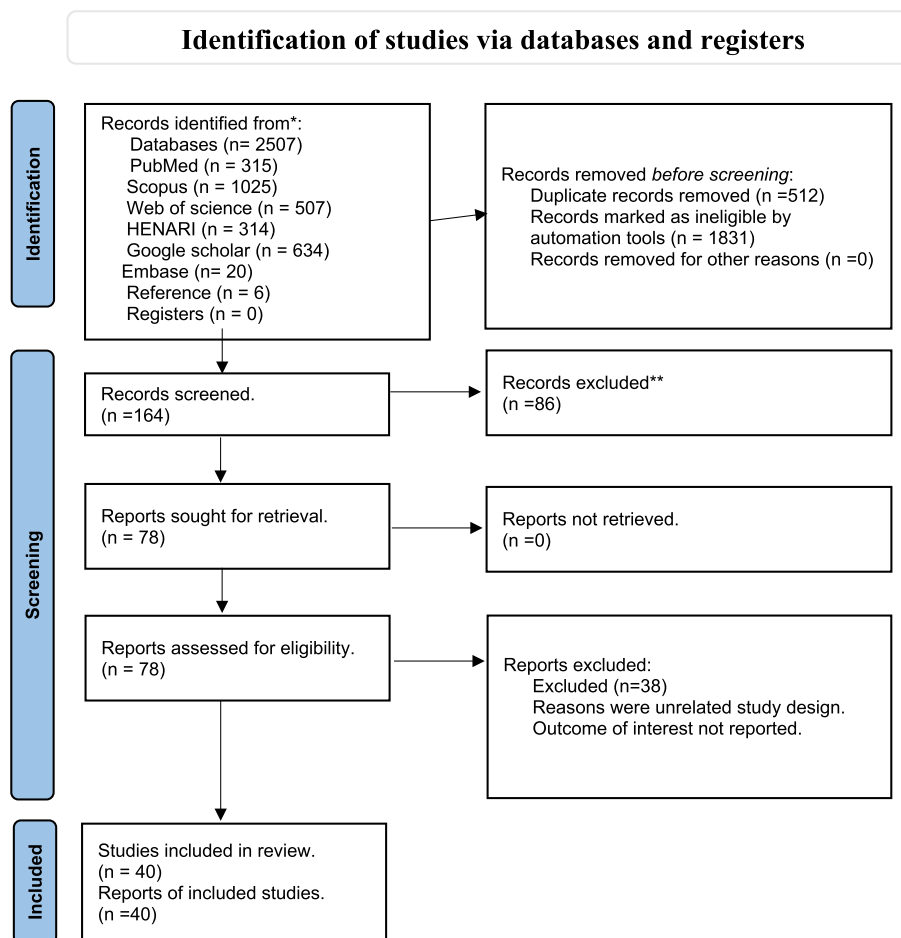 Identification of studies via databases and registers
Identification
Records identified from*:
Databases (n= 2507)
PubMed (n = 315)
Scopus (n = 1025)
Web of science (n = 507)
HENARI (n = 314)
Google scholar (n = 634)
Embase (n= 20)
Reference (n = 6)
Registers (n = 0)
Records removed before screening:
Duplicate records removed (n =512)
Records marked as ineligible by
automation tools (n = 1831)
Records removed for other reasons (n =0)
Screening
Records screened.
(n =164)
Records excluded**
(n =86)
Reports sought for retrieval.
(n = 78)
Reports not retrieved.
(n =0)
Reports assessed for eligibility.
(n = 78)
Reports excluded:
Excluded (n=38)
Reasons were unrelated study design.
Outcome of interest not reported.
Included
Studies included in review.
(n = 40)
Reports of included studies.
(n =40)